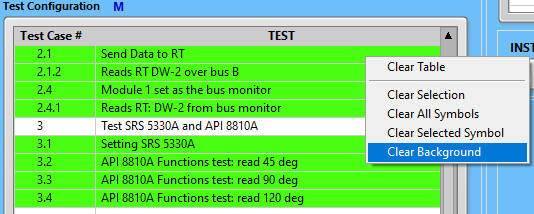 Test Configuration M
Test Case # TEST
2.1 Send Data to RT
2.1.2 Reads RT DW-2 over bus B
2.4 Module 1 set as the bus monitor
2.4.1 Reads RT: DW-2 from bus monitor
3 Test SRS 5330A and API 8810A
3.1 Setting SRS 5330A
3.2 API 8810A Functions test: read 45 deg
3.3 API 8810A Functions test: read 90 deg
3.4 API 8810A Functions test: read 120 deg
INST
Clear Table
Clear Selection
Clear All Symbols
Clear Selected Symbol
Clear Background